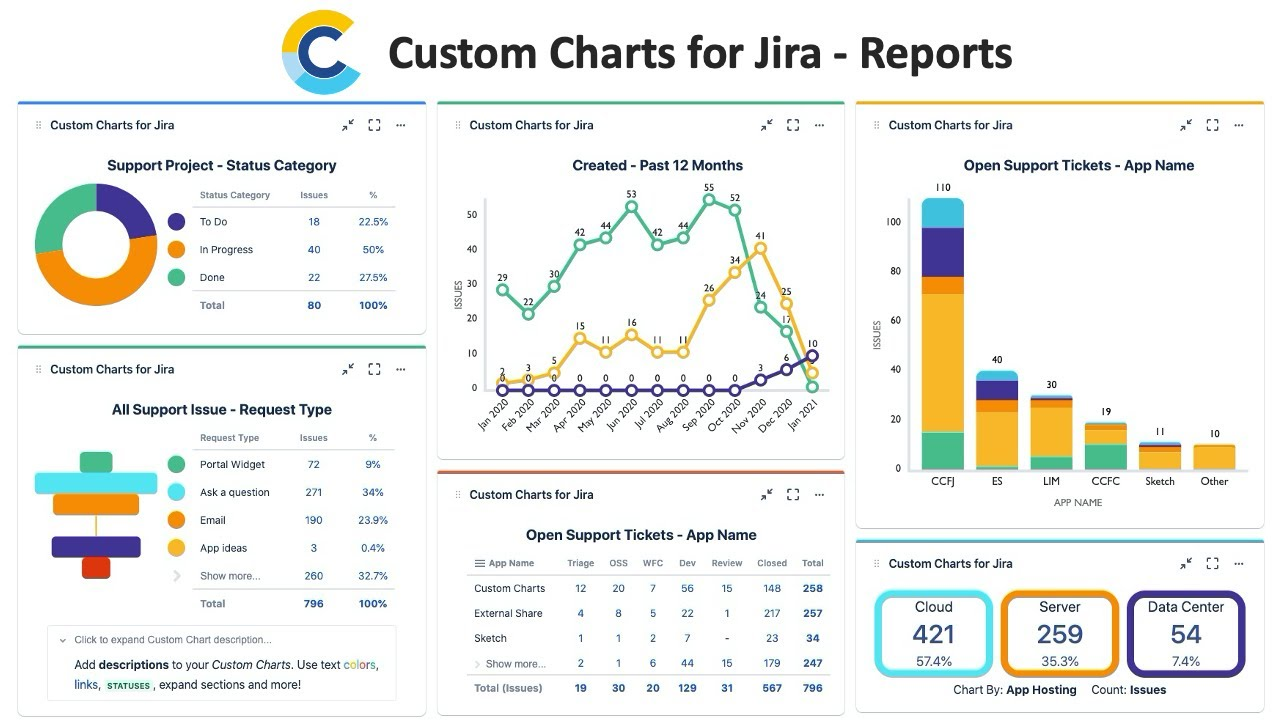 Custom Charts for Jira - Reports
Custom Charts for Jira
Support Project - Status Category
Status Category Issues %
To Do 18 22.5%
In Progress 40 50%
Done 22 27.5%
Total 80 100%
Custom Charts for Jira
All Support Issue - Request Type
Request Type Issues %
Portal Widget 72 9%
Ask a question 271 34%
Email 190 23.9%
App ideas 3 0.4%
Show more... 260 32.7%
Total 796 100%
Click to expand Custom Chart description...
Add descriptions to your Custom Charts. Use text colors,
links, STATUSES , expand sections and more!
Custom Charts for Jira
Created - Past 12 Months
ISSUES
50
40
30
20
10
0
29 22 30 42 44 53 42 44 55 52 24 17
2 3 5 15 11 16 11 11 26 34 41 25
0 0 0 0 0 0 0 0 0 0 3 6 10
Jan 2020 Feb 2020 Mar 2020 Apr 2020 May 2020 Jun 2020 Jul 2020 Aug 2020 Sep 2020 Oct 2020 Nov 2020 Dec 2020 Jan 2021
Custom Charts for Jira
Open Support Tickets - App Name
App Name Triage OSS WFC Dev Review Closed Total
Custom Charts 12 20 7 56 15 148 258
External Share 4 8 5 22 1 217 257
Sketch 1 1 2 7 - 23 34
Show more... 2 1 6 44 15 179 247
Total (Issues) 19 30 20 129 31 567 796
Custom Charts for Jira
Open Support Tickets - App Name
ISSUES
100
80
60
40
20
0
110 40 30 19 11 10
CCFJ ES LIM CCFC Sketch Other
APP NAME
Custom Charts for Jira
Cloud Server Data Center
421 259 54
57.4% 35.3% 7.4%
Chart By: App Hosting Count: Issues